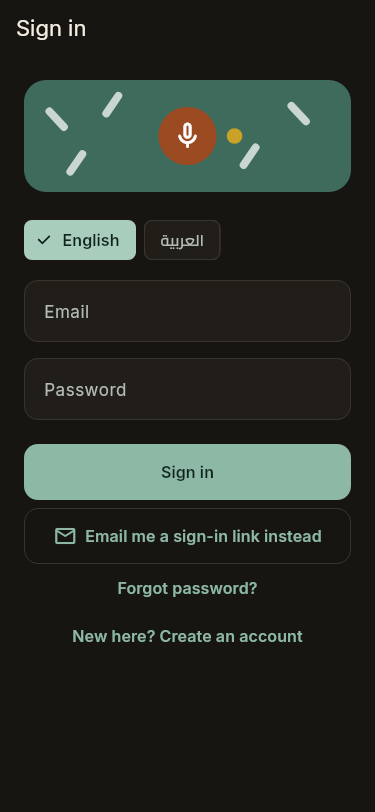 Sign in
English
العربية
Email
Password
Sign in
Email me a sign-in link instead
Forgot password?
New here? Create an account